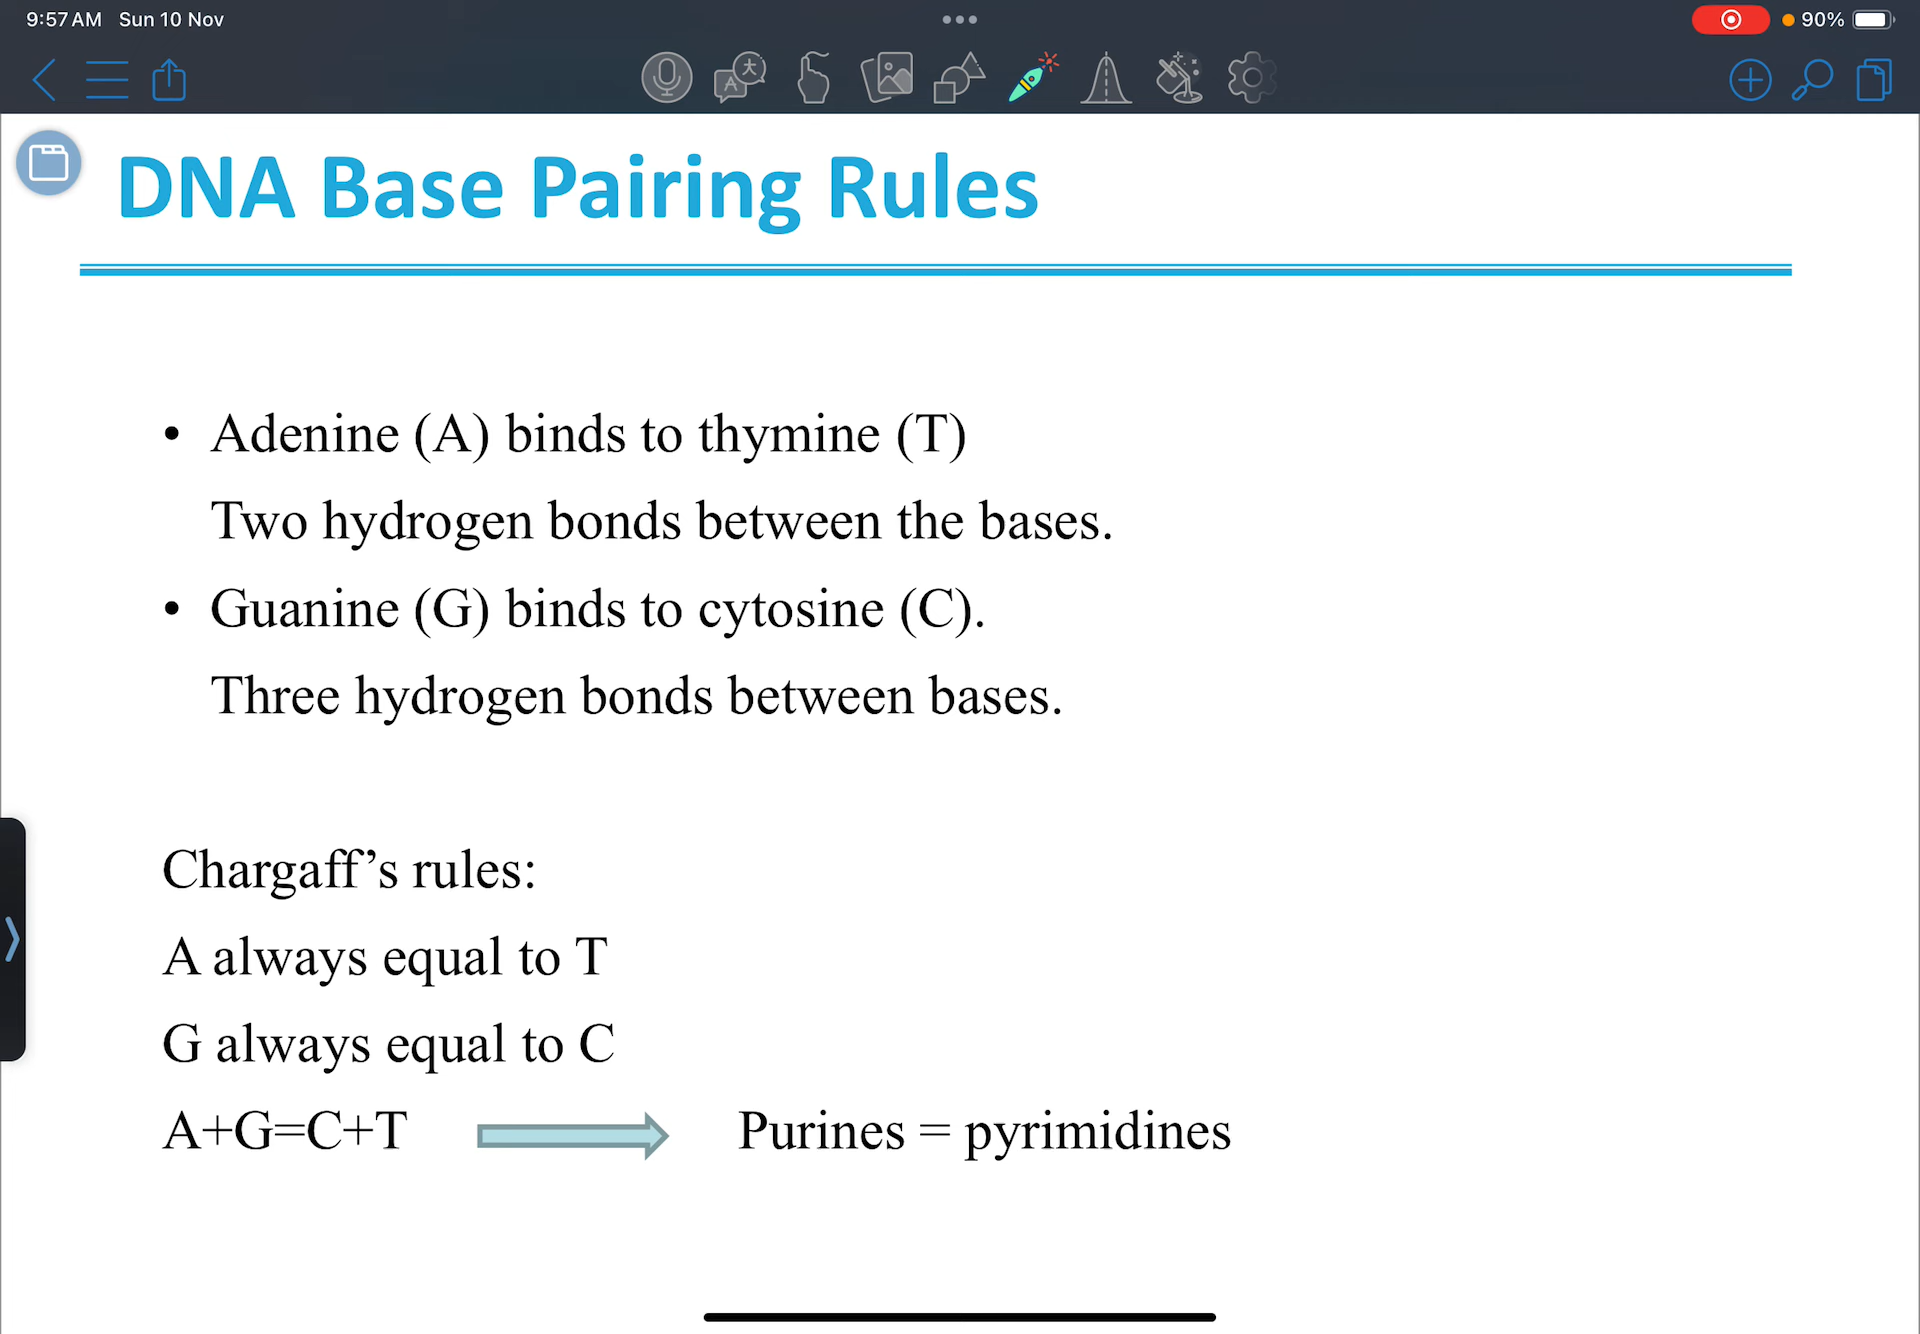 9:57 AM Sun 10 Nov
90%
DNA Base Pairing Rules
• Adenine (A) binds to thymine (T)
Two hydrogen bonds between the bases.
• Guanine (G) binds to cytosine (C).
Three hydrogen bonds between bases.
Chargaff’s rules:
A always equal to T
G always equal to C
A+G=C+T Purines = pyrimidines